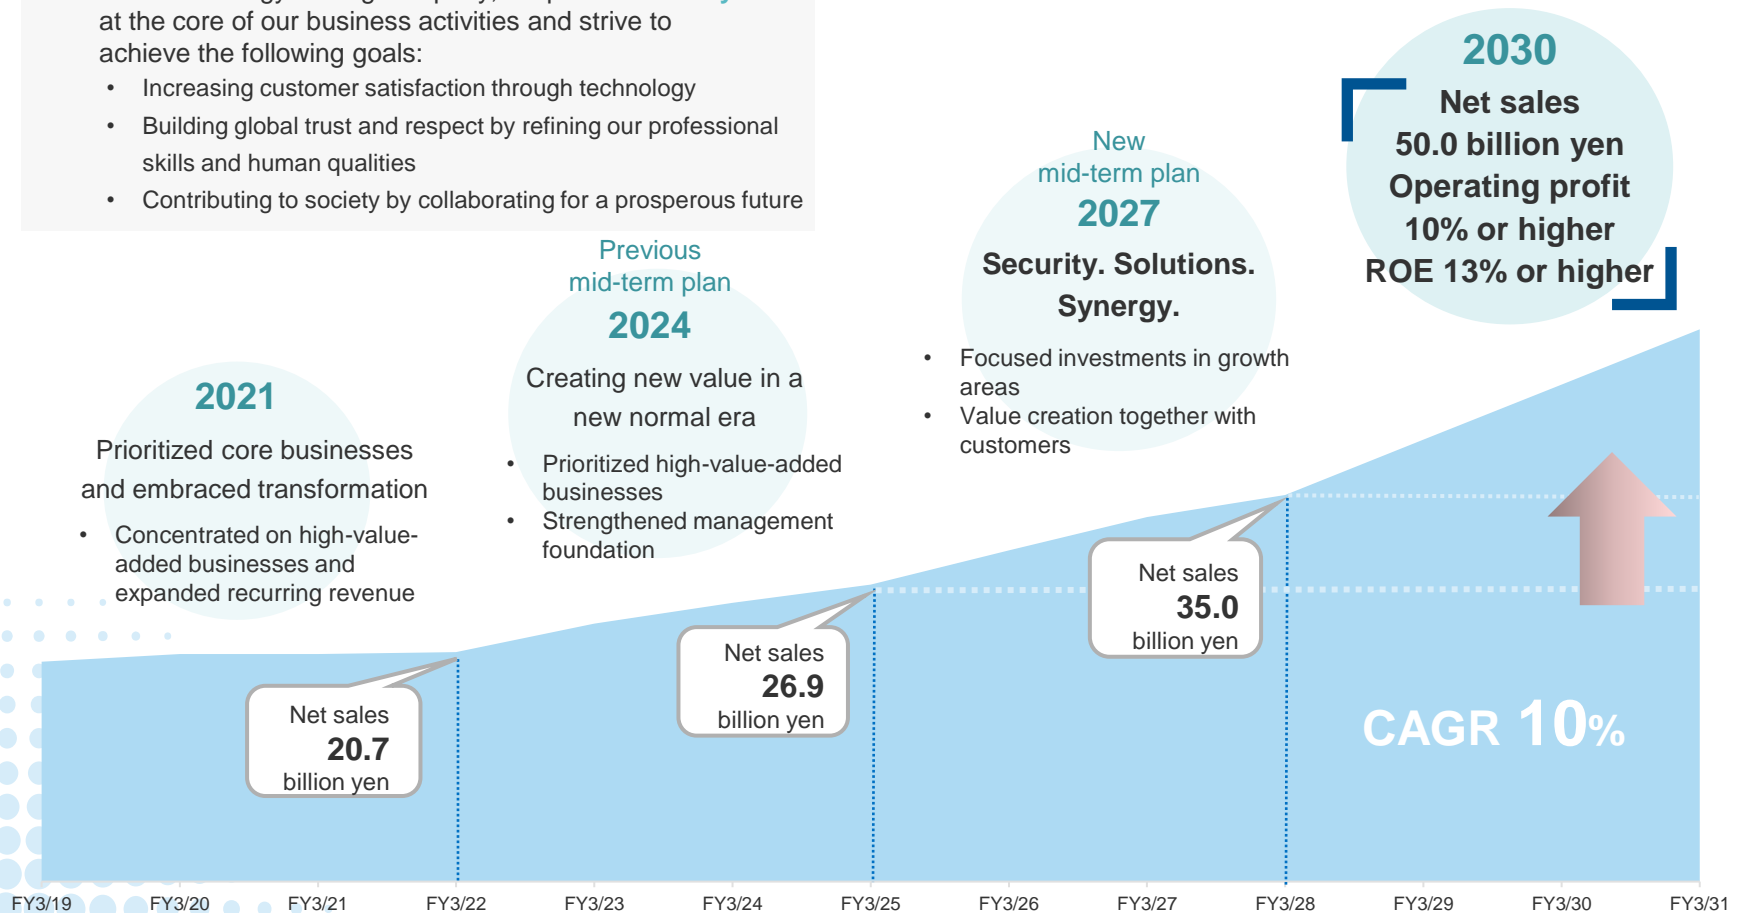 at the core of our business activities and strive to
achieve the following goals:
• Increasing customer satisfaction through technology
• Building global trust and respect by refining our professional
skills and human qualities
• Contributing to society by collaborating for a prosperous future
2021
Prioritized core businesses
and embraced transformation
• Concentrated on high-value-
added businesses and
expanded recurring revenue
Previous
mid-term plan
2024
Creating new value in a
new normal era
• Prioritized high-value-added
businesses
• Strengthened management
foundation
New
mid-term plan
2027
Security. Solutions.
Synergy.
• Focused investments in growth
areas
• Value creation together with
customers
2030
Net sales
50.0 billion yen
Operating profit
10% or higher
ROE 13% or higher
Net sales
20.7
billion yen
Net sales
26.9
billion yen
Net sales
35.0
billion yen
CAGR 10%
FY3/19 FY3/20 FY3/21 FY3/22 FY3/23 FY3/24 FY3/25 FY3/26 FY3/27 FY3/28 FY3/29 FY3/30 FY3/31